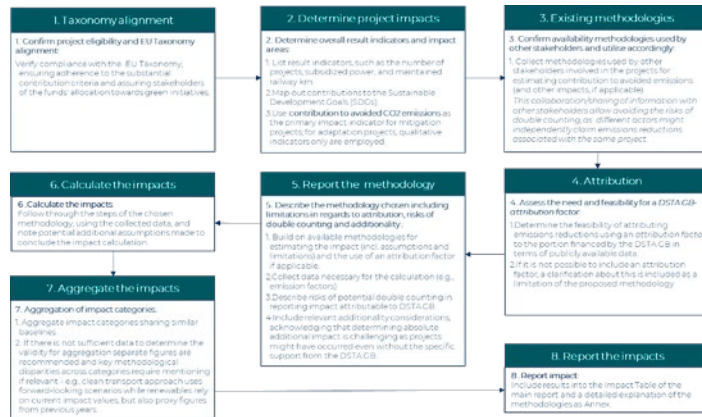 1. Taxonomy alignment
1. Confirm project eligibility and EU Taxonomy
alignment:
Verify compliance with the EU Taxonomy,
ensuring adherence to the substantial
contribution criteria and assuring stakeholders
of the funds' allocation towards green initiatives.
2. Determine project impacts
2. Determine overall result indicators and impact
areas:
1. List result indicators, such as the number of
projects, subsidized power, and maintained
railway km.
2.Map out contributions to the Sustainable
Development Goals (SDGs).
3.Use contribution to avoided CO2 emissions as
the primary impact indicator for mitigation
projects; for adaptation projects, qualitative
indicators only are employed.
3. Existing methodologies
3. Confirm availability methodologies used by
other stakeholders and utilise accordingly:
1. Collect methodologies used by other
stakeholders involved in the projects for
estimating contribution to avoided emissions
(and other impacts, if applicable).
This collaboration/sharing of information with
other stakeholders allow avoiding the risks of
double counting, as different actors might
independently claim emissions reductions
associated with the same project.
4. Attribution
4. Assess the need and feasibility for a DSTA GB-
attribution factor:
1.Determine the feasibility of attributing
emissions reductions using an attribution factor
to the portion financed by the DSTA GB in
terms of publicly available data.
2.If it is not possible to include an attribution
factor, a clarification about this is included as a
limitation of the proposed methodology.
5. Report the methodology
5. Describe the methodology chosen including
limitations in regards to attribution, risks of
double counting and additionality.
1. Build on available methodologies for
estimating the impact (incl. assumptions and
limitations) and the use of an attribution factor
if applicable.
2.Collect data necessary for the calculation (e.g.,
emission factors)
3.Describe risks of potential double counting in
reporting impact attributable to DSTA GB.
4.Include relevant additionality considerations,
acknowledging that determining absolute
additional impact is challenging as projects
might have occurred even without the specific
support from the DSTA GB.
6. Calculate the impacts
6. Calculate the impacts
Follow through the steps of the chosen
methodology, using the collected data, and
note potential additional assumptions made to
conclude the impact calculation.
7. Aggregate the impacts
7. Aggregation of impact categories.
1. Aggregate impact categories sharing similar
baselines.
2. If there is not sufficient data to determine the
validity for aggregation separate figures are
recommended and key methodological
disparities across categories require mentioning
if relevant - e.g., clean transport approach uses
forward-looking scenarios while renewables rely
on current impact values, but also proxy figures
from previous years.
8. Report the impacts
8. Report impact
Include results into the Impact Table of the
main report and a detailed explanation of the
methodologies as Annex.